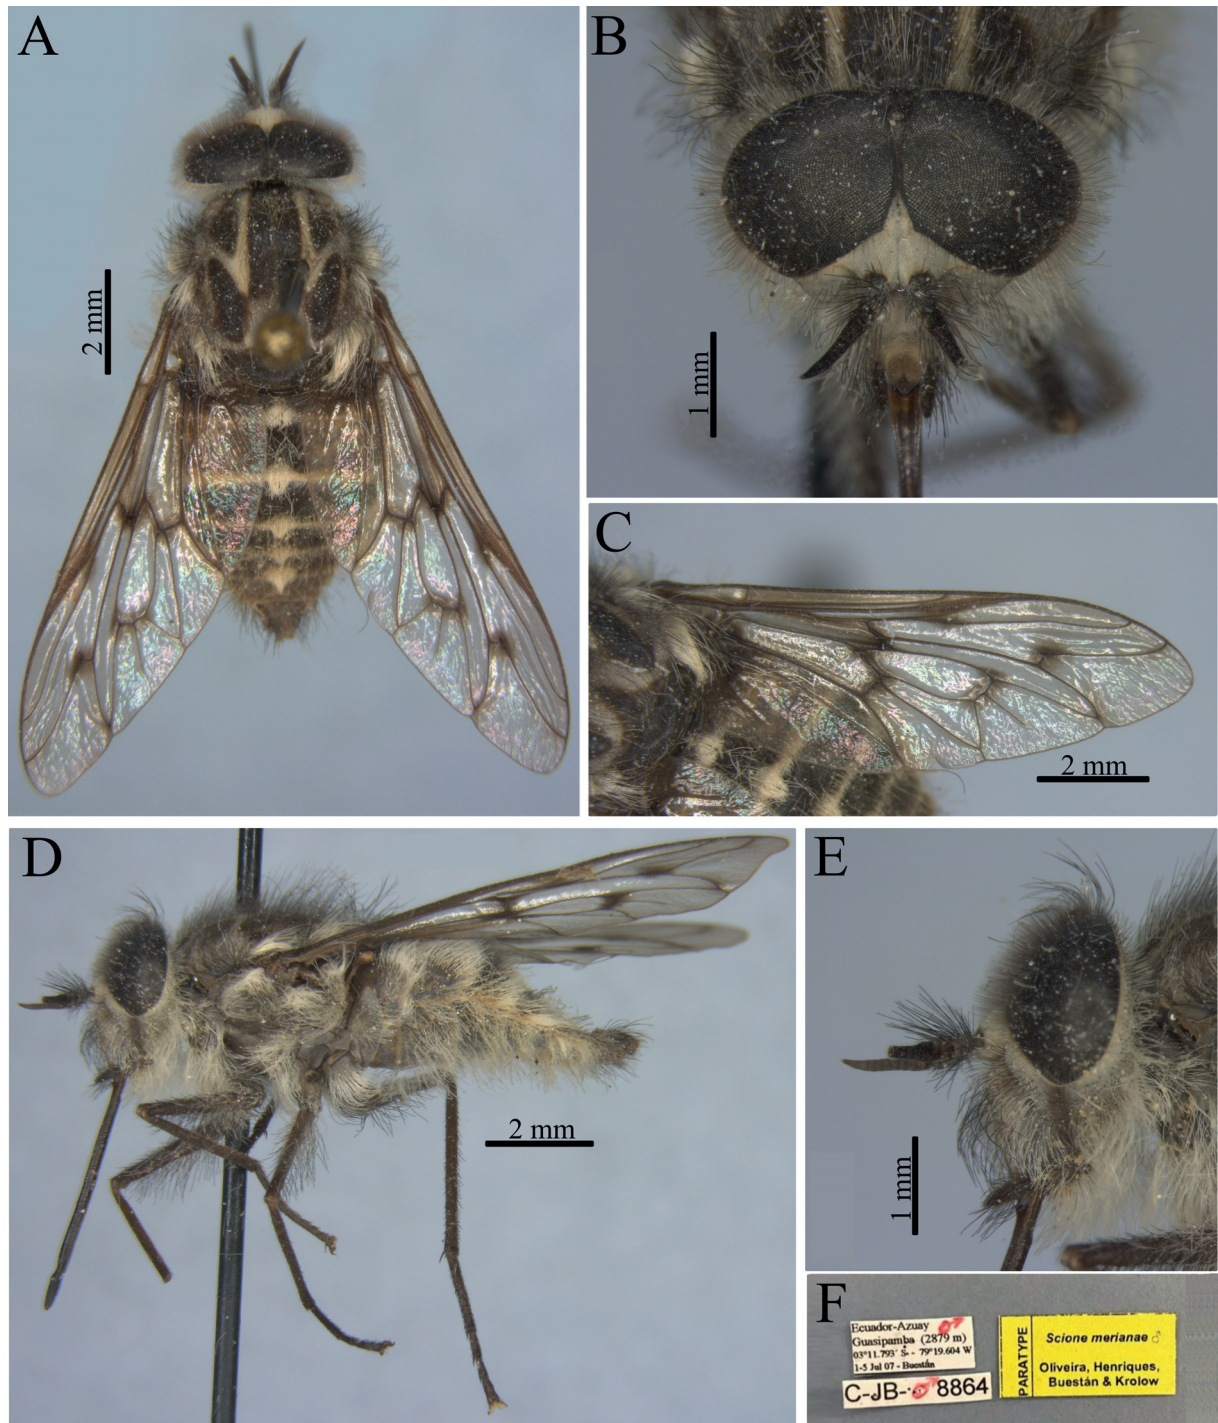 A
B
2 mm
1 mm
C
2 mm
D
2 mm
E
1 mm
F
Ecuador-Azuay ♂
Guasipamba (2879 m)
03°11.793' S - 79°19.604 W
1-5 Jul 07 - Buestán
C-JB- ♂ 8864
PARATYPE
Scione merianae ♂
Oliveira, Henriques,
Buestán & Krolow